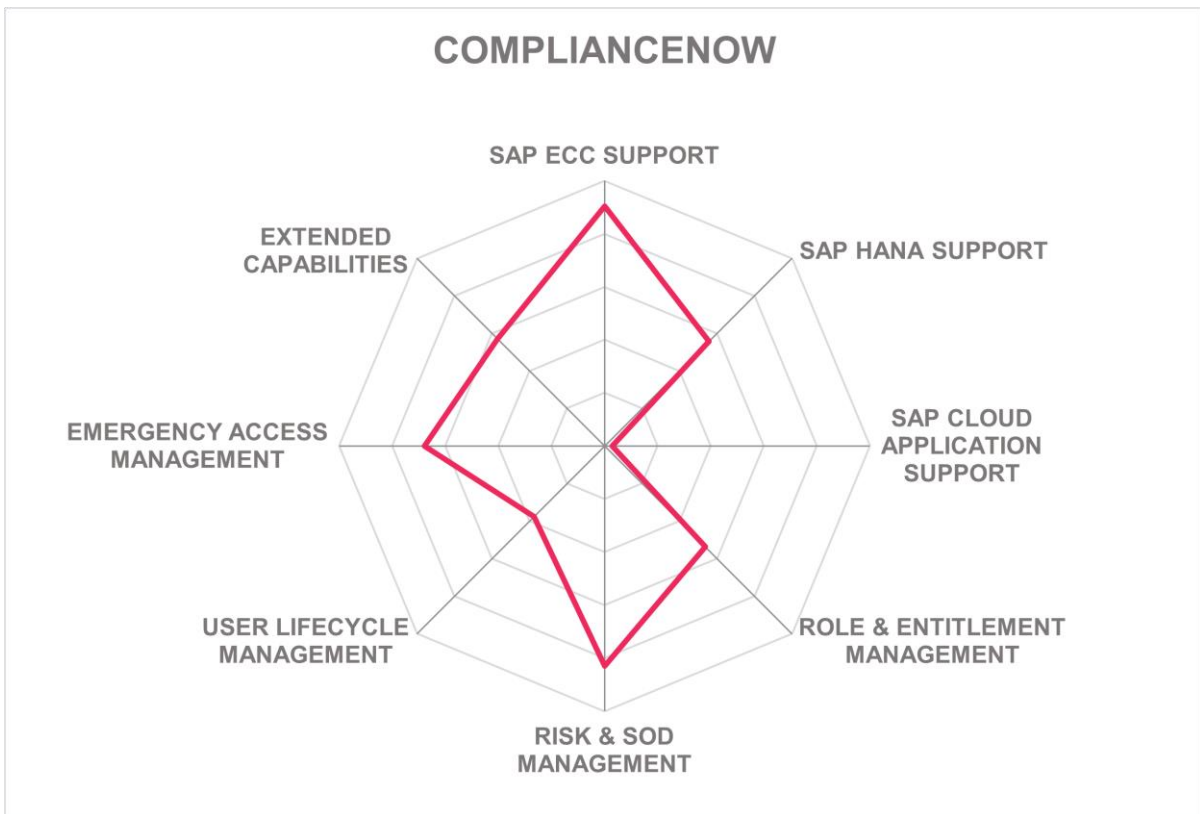 COMPLIANCENOW
SAP ECC SUPPORT
EXTENDED
CAPABILITIES
SAP HANA SUPPORT
EMERGENCY ACCESS
MANAGEMENT
SAP CLOUD
APPLICATION
SUPPORT
USER LIFECYCLE
MANAGEMENT
ROLE & ENTITLEMENT
MANAGEMENT
RISK & SOD
MANAGEMENT